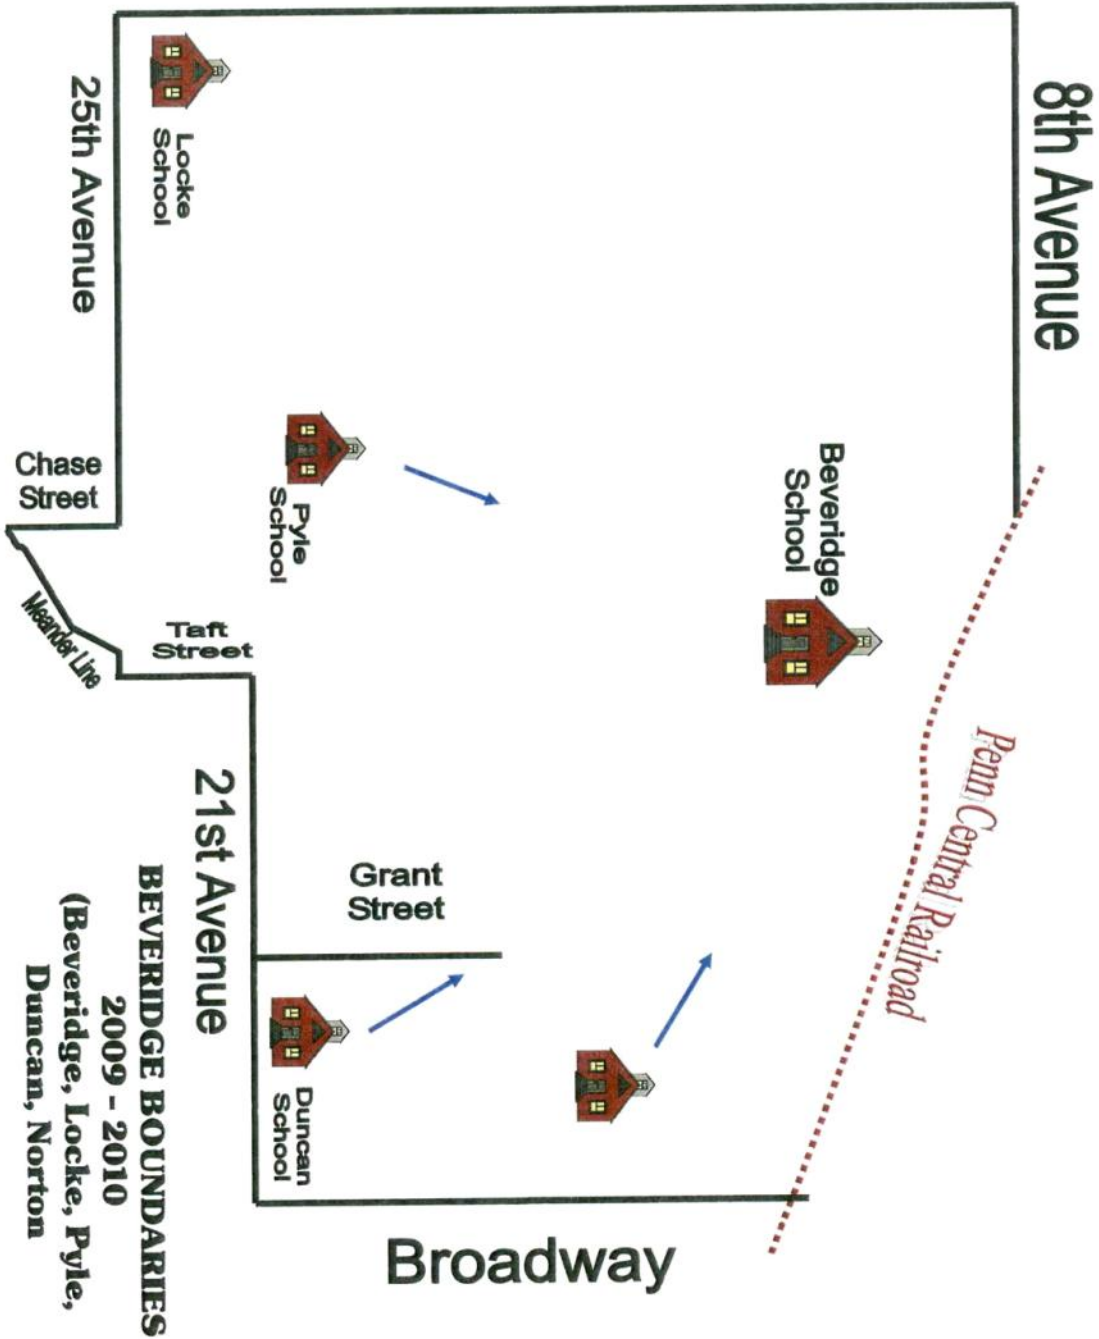 8th Avenue
Locke
School
25th Avenue
Beveridge
School
Pyle
School
Chase
Street
Meander Line
Taft
Street
Penn Central Railroad
21st Avenue
Grant
Street
Duncan
School
Broadway
BEVERIDGE BOUNDARIES
2009 - 2010
(Beveridge, Locke, Pyle,
Duncan, Norton